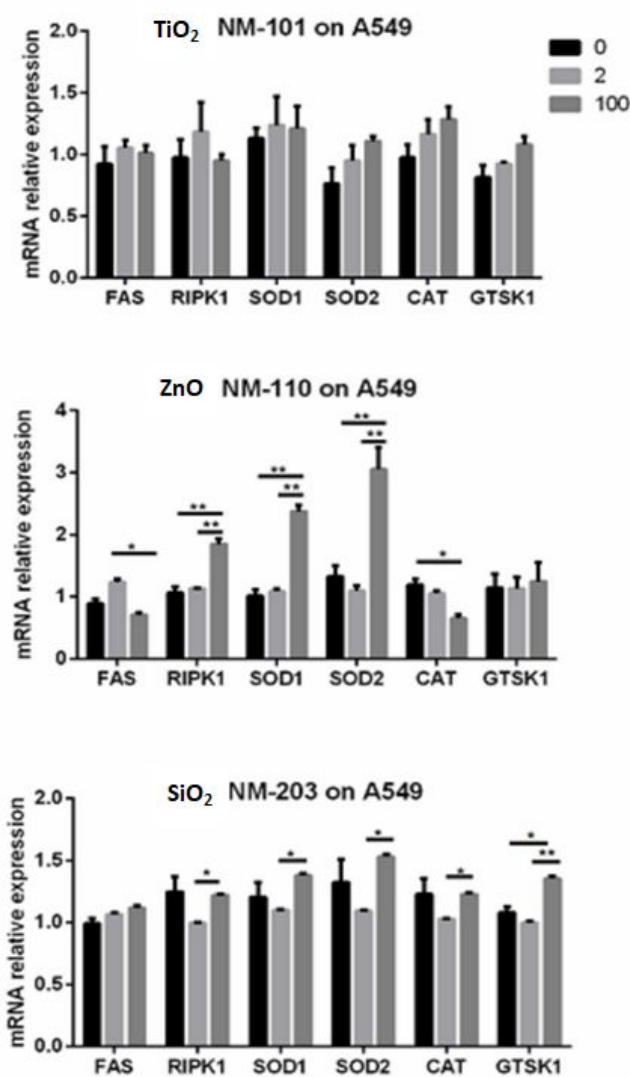 TiO₂ NM-101 on A549
mRNA relative expression
2.0
1.5
1.0
0.5
0.0
FAS RIPK1 SOD1 SOD2 CAT GTSK1
0
2
100
ZnO NM-110 on A549
mRNA relative expression
4
3
2
1
0
* ** ** ** ** ** ** *
FAS RIPK1 SOD1 SOD2 CAT GTSK1
SiO₂ NM-203 on A549
mRNA relative expression
2.0
1.5
1.0
0.5
0.0
* * * * * **
FAS RIPK1 SOD1 SOD2 CAT GTSK1